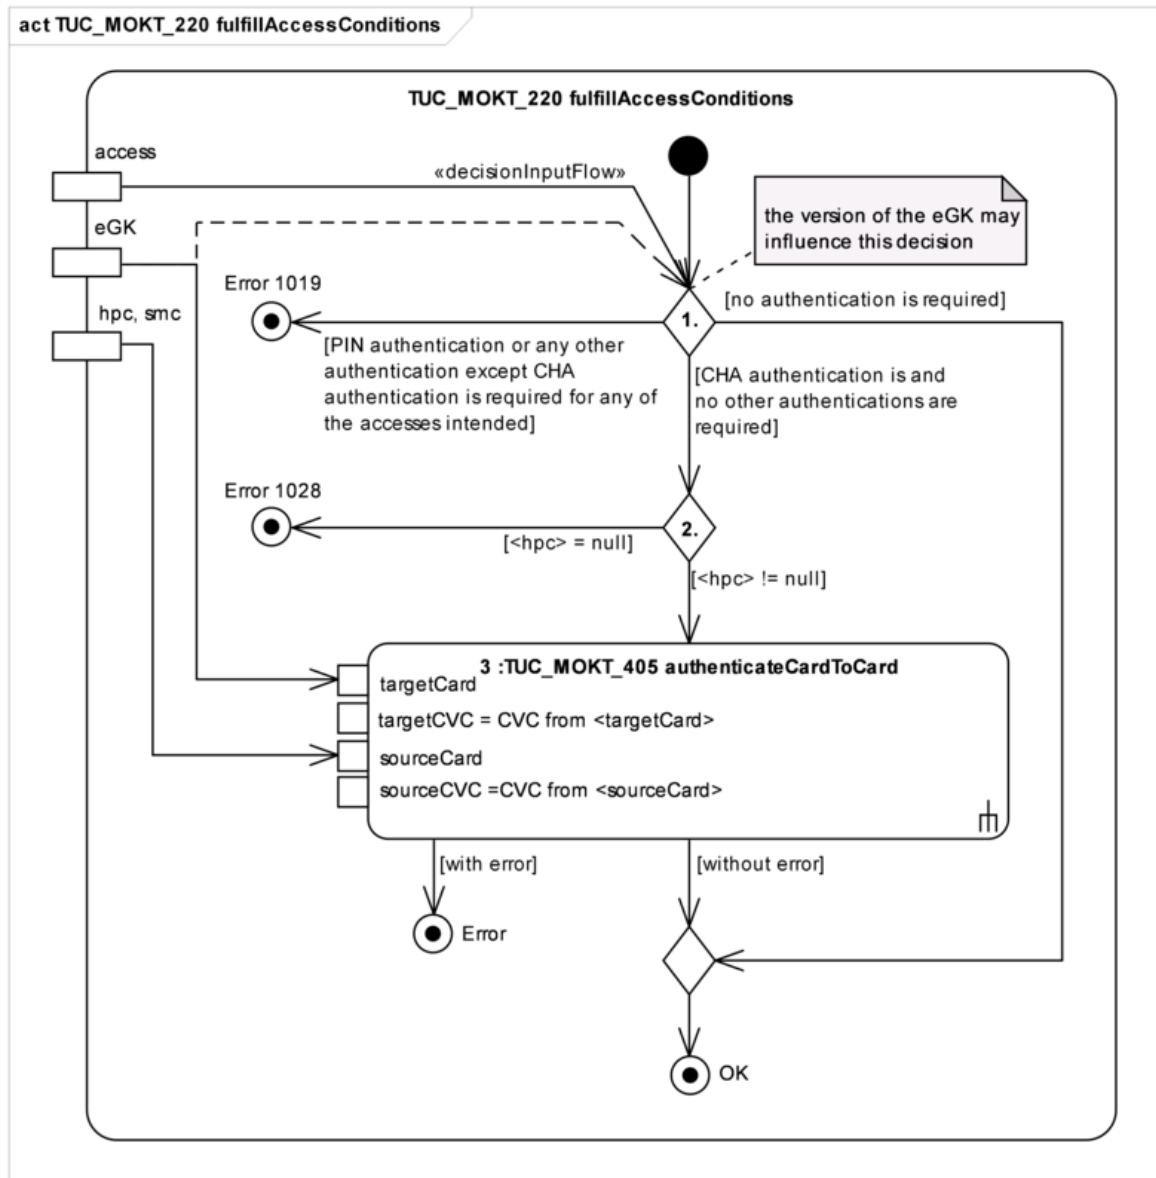 act TUC_MOKT_220 fulfillAccessConditions
TUC_MOKT_220 fulfillAccessConditions
access
«decisionInputFlow»
the version of the eGK may
influence this decision
eGK
Error 1019
[no authentication is required]
hpc, smc
1.
[PIN authentication or any other
authentication except CHA
authentication is required for any of
the accesses intended]
[CHA authentication is and
no other authentications are
required]
Error 1028
2.
[<hpc> = null]
[<hpc> != null]
3 :TUC_MOKT_405 authenticateCardToCard
targetCard
targetCVC = CVC from <targetCard>
sourceCard
sourceCVC =CVC from <sourceCard>
[with error]
[without error]
Error
OK